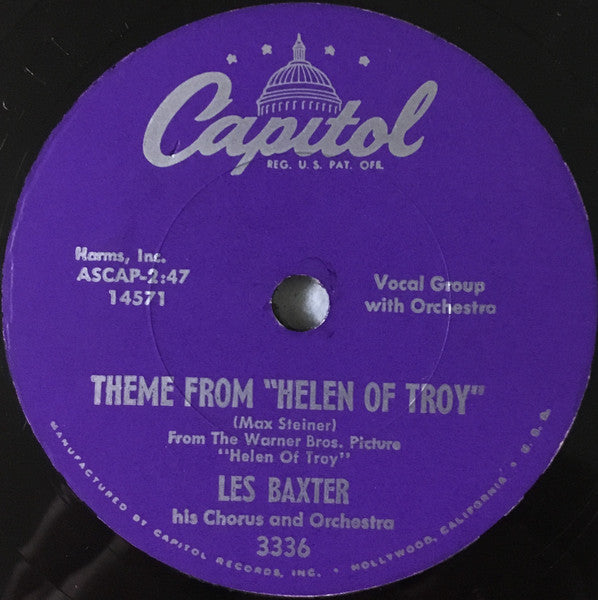 Capitol
REG. U.S. PAT. OFF.
Harms, Inc.
ASCAP-2:47
14571
Vocal Group
with Orchestra
THEME FROM "HELEN OF TROY"
(Max Steiner)
From The Warner Bros. Picture
"Helen Of Troy"
LES BAXTER
his Chorus and Orchestra
3336
MANUFACTURED BY CAPITOL RECORDS, INC. • HOLLYWOOD, CALIFORNIA • U.S.A.